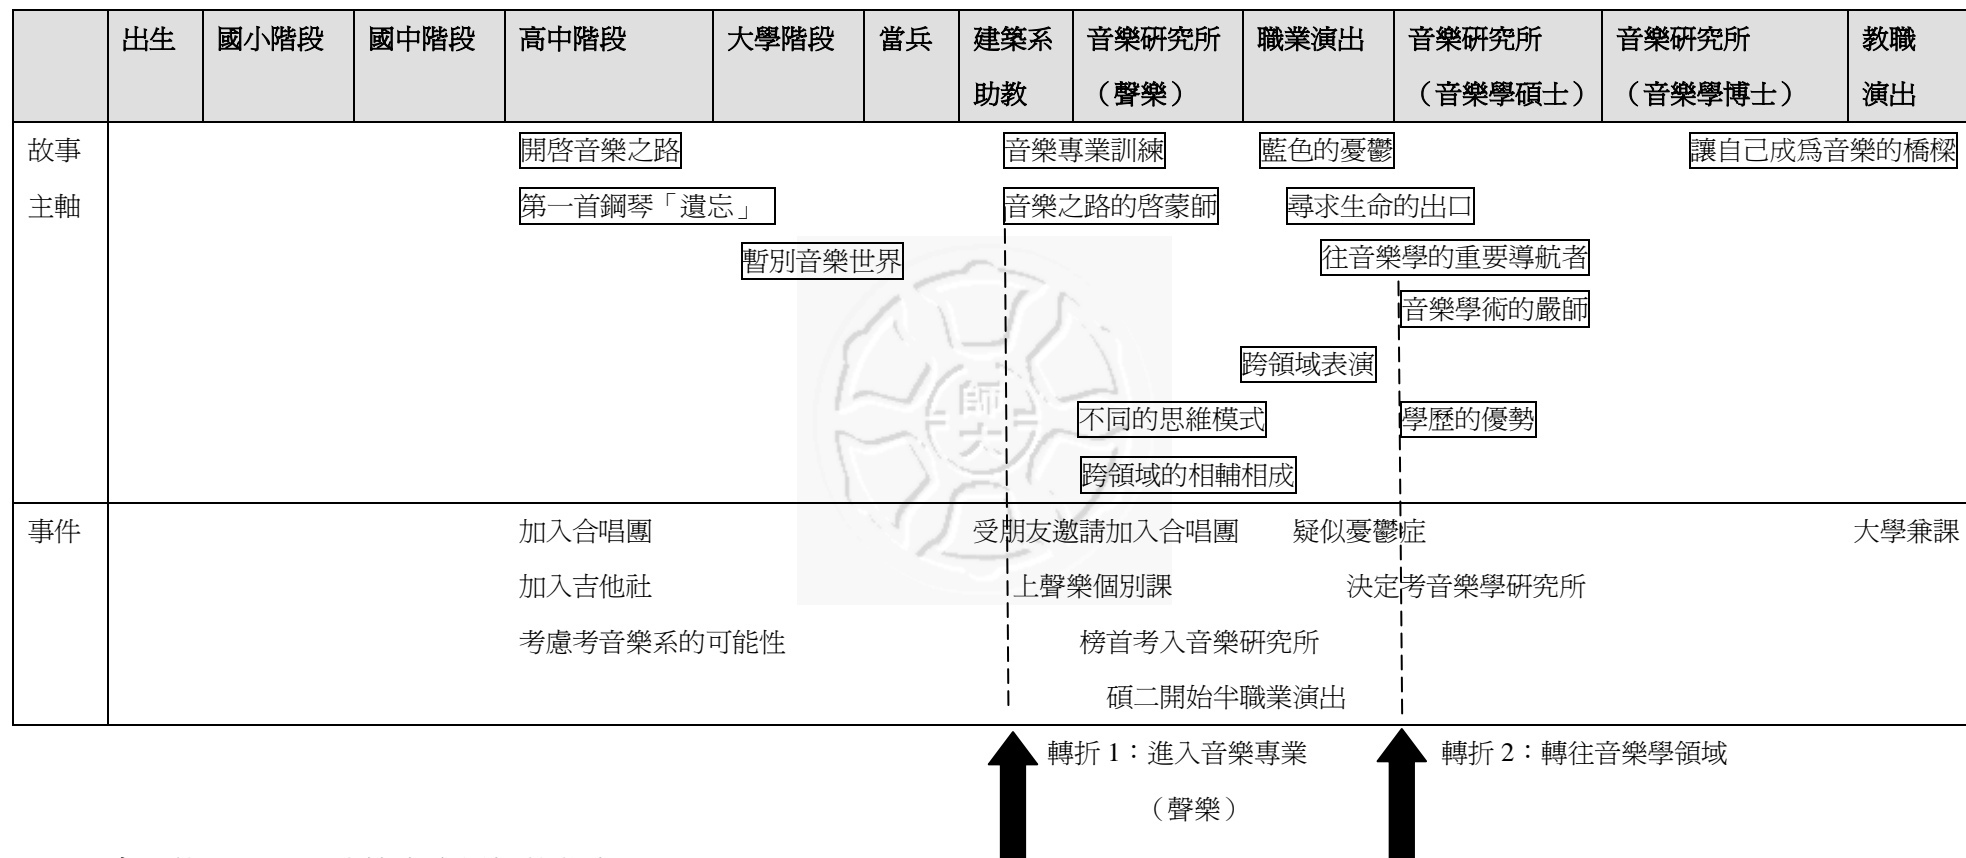 出生 國小階段 國中階段 高中階段 大學階段 當兵 建築系 音樂研究所 職業演出 音樂研究所 音樂研究所 教職
助教 （聲樂） （音樂學碩士） （音樂學博士） 演出
故事 開啓音樂之路 音樂專業訓練 藍色的憂鬱 讓自己成爲音樂的橋樑
主軸 第一首鋼琴「遺忘」 音樂之路的啓蒙師 尋求生命的出口
暫別音樂世界 往音樂學的重要導航者
音樂學術的嚴師
跨領域表演
不同的思維模式 學歷的優勢
跨領域的相輔相成
師大
事件 加入合唱團 受朋友邀請加入合唱團 疑似憂鬱症 大學兼課
加入吉他社 上聲樂個別課 決定考音樂學研究所
考慮考音樂系的可能性 榜首考入音樂研究所
碩二開始半職業演出
轉折 1：進入音樂專業 轉折 2：轉往音樂學領域
（聲樂）